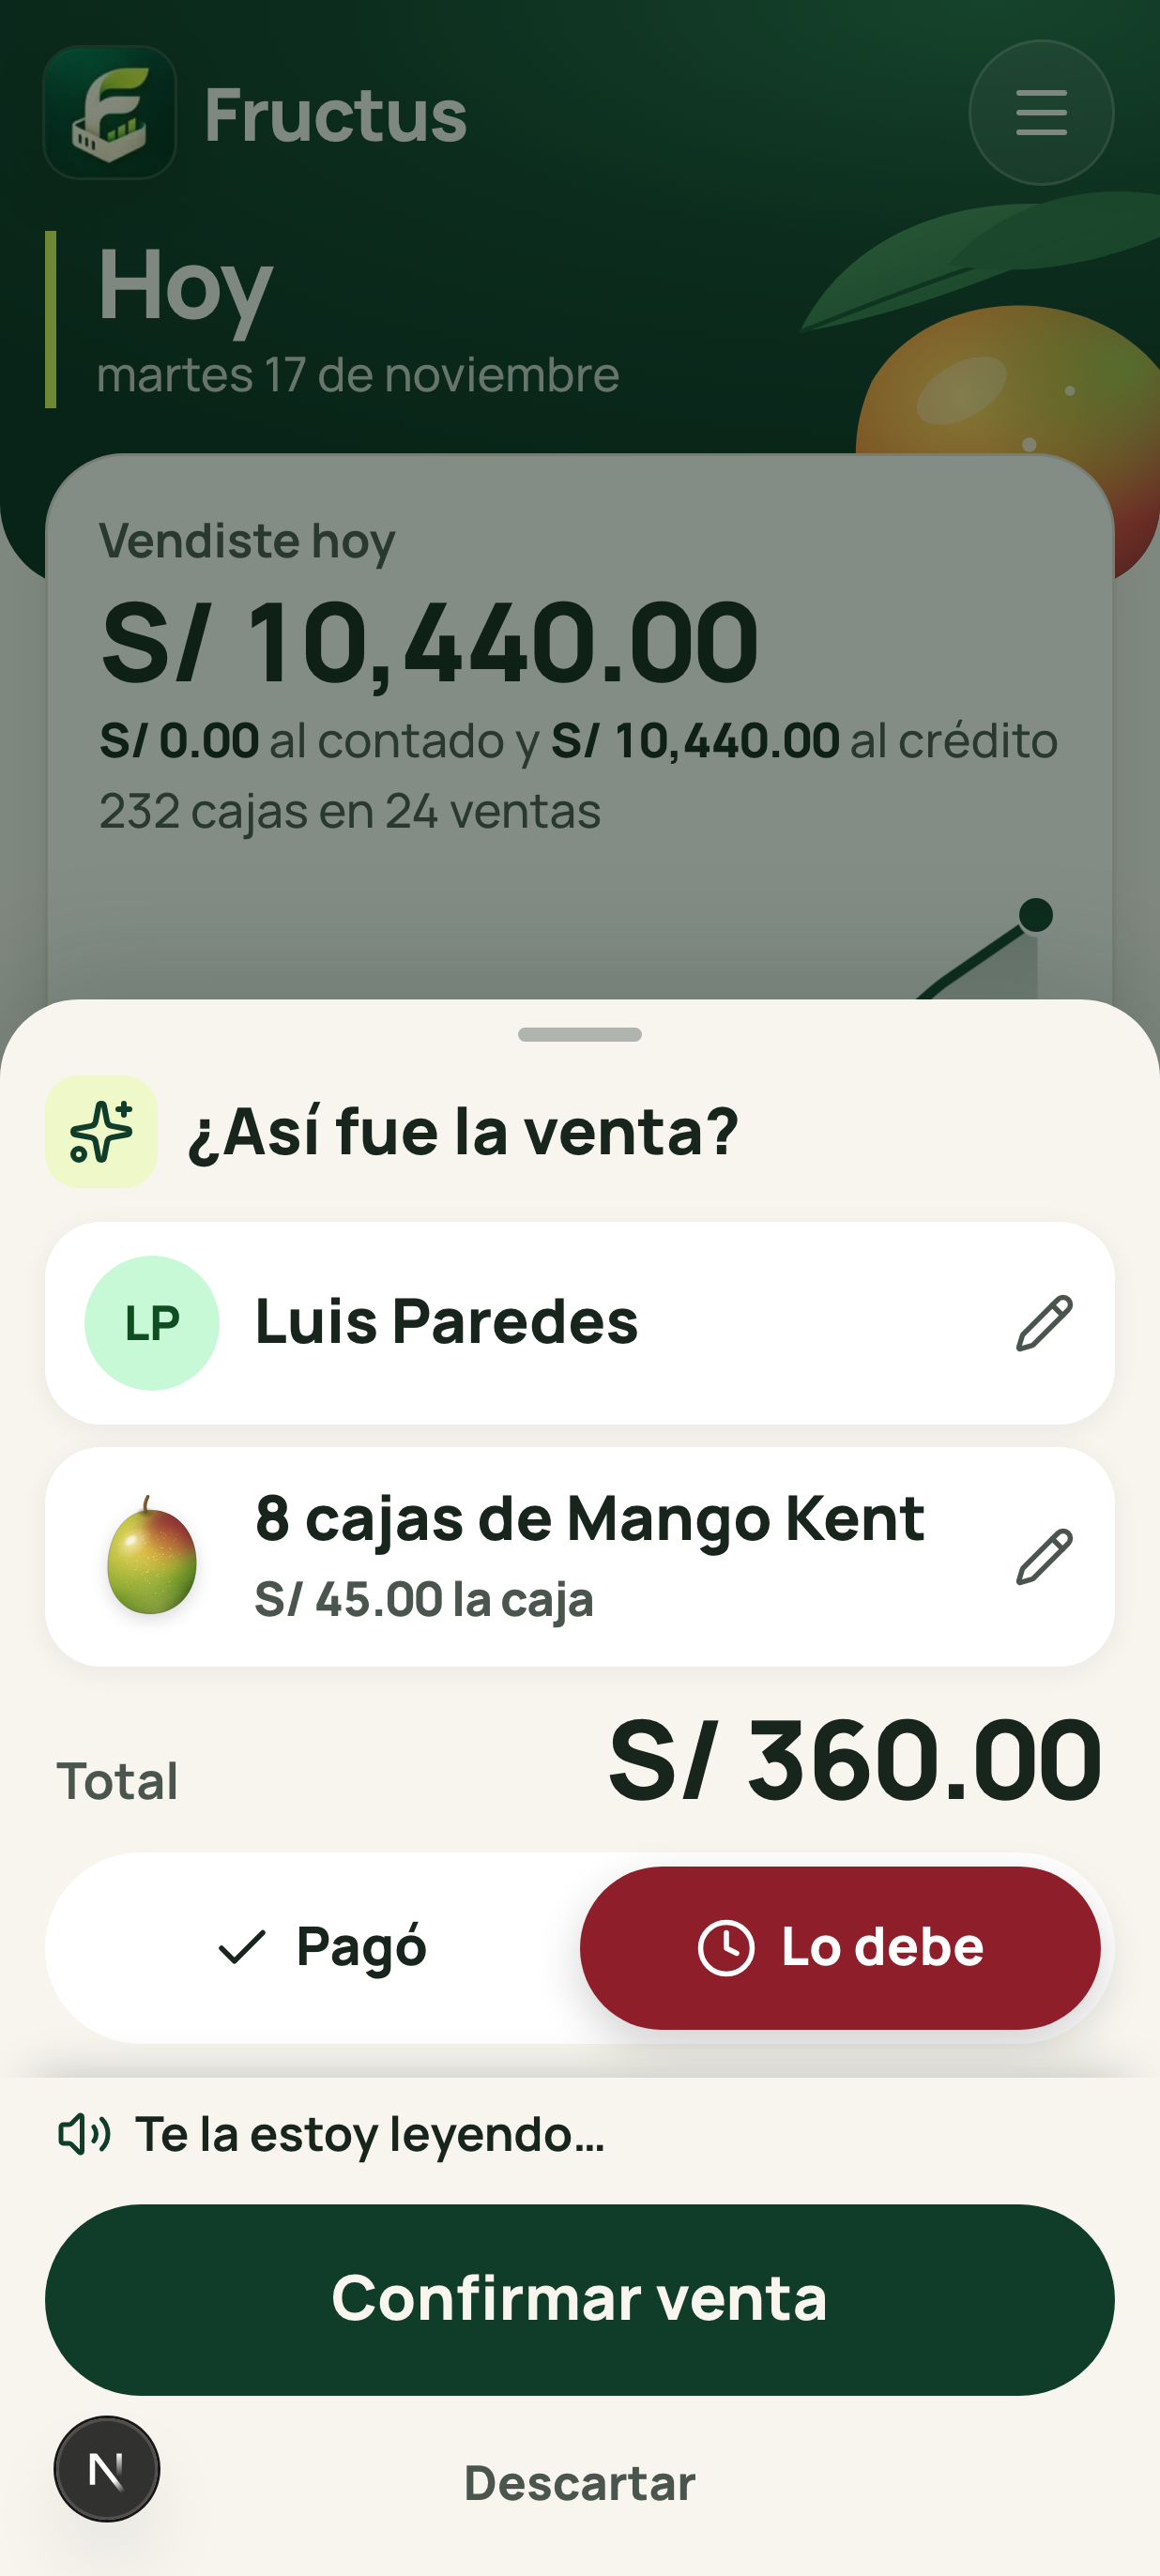 Fructus
Hoy
martes 17 de noviembre
Vendiste hoy
S/ 10,440.00
S/ 0.00 al contado y S/ 10,440.00 al crédito
232 cajas en 24 ventas
¿Así fue la venta?
LP
Luis Paredes
8 cajas de Mango Kent
S/ 45.00 la caja
Total
S/ 360.00
Pagó
Lo debe
Te la estoy leyendo...
Confirmar venta
N
Descartar